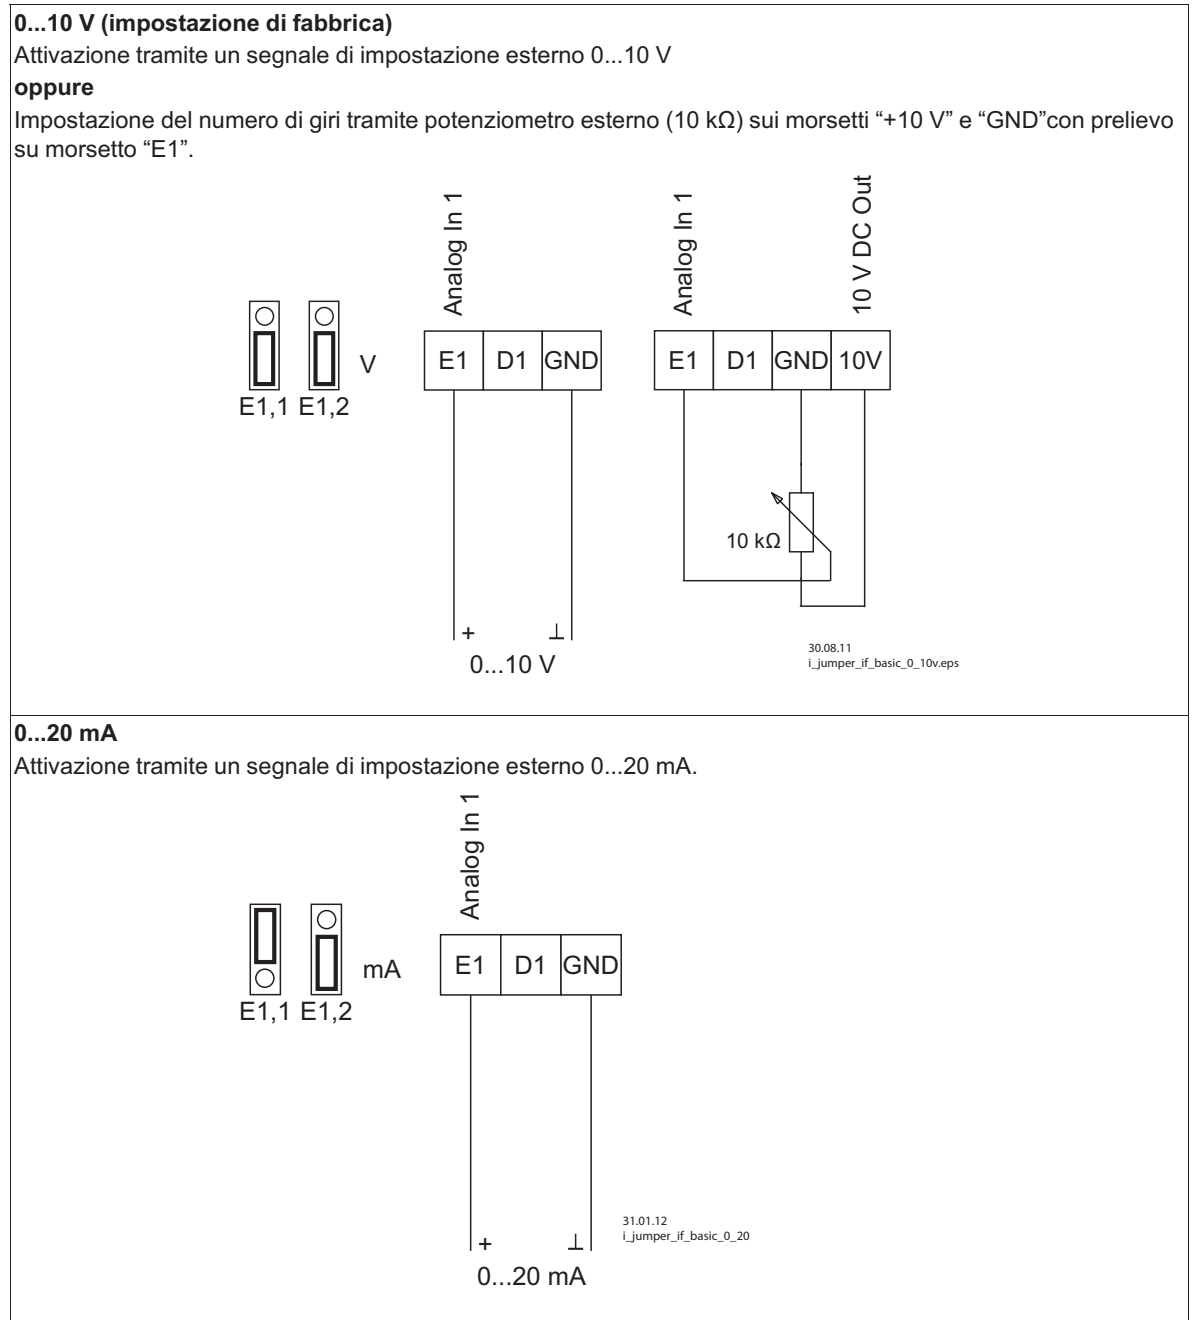 0...10 V (impostazione di fabbrica)
Attivazione tramite un segnale di impostazione esterno 0...10 V
oppure
Impostazione del numero di giri tramite potenziometro esterno (10 kΩ) sui morsetti “+10 V” e “GND”con prelievo
su morsetto “E1”.
Analog In 1
Analog In 1
10 V DC Out
E1,1 E1,2
V
E1 D1 GND
E1 D1 GND 10V
10 kΩ
+ ⊥
0...10 V
30.08.11
i_jumper_if_basic_0_10v.eps
0...20 mA
Attivazione tramite un segnale di impostazione esterno 0...20 mA.
Analog In 1
E1,1 E1,2
mA
E1 D1 GND
+ ⊥
0...20 mA
31.01.12
i_jumper_if_basic_0_20